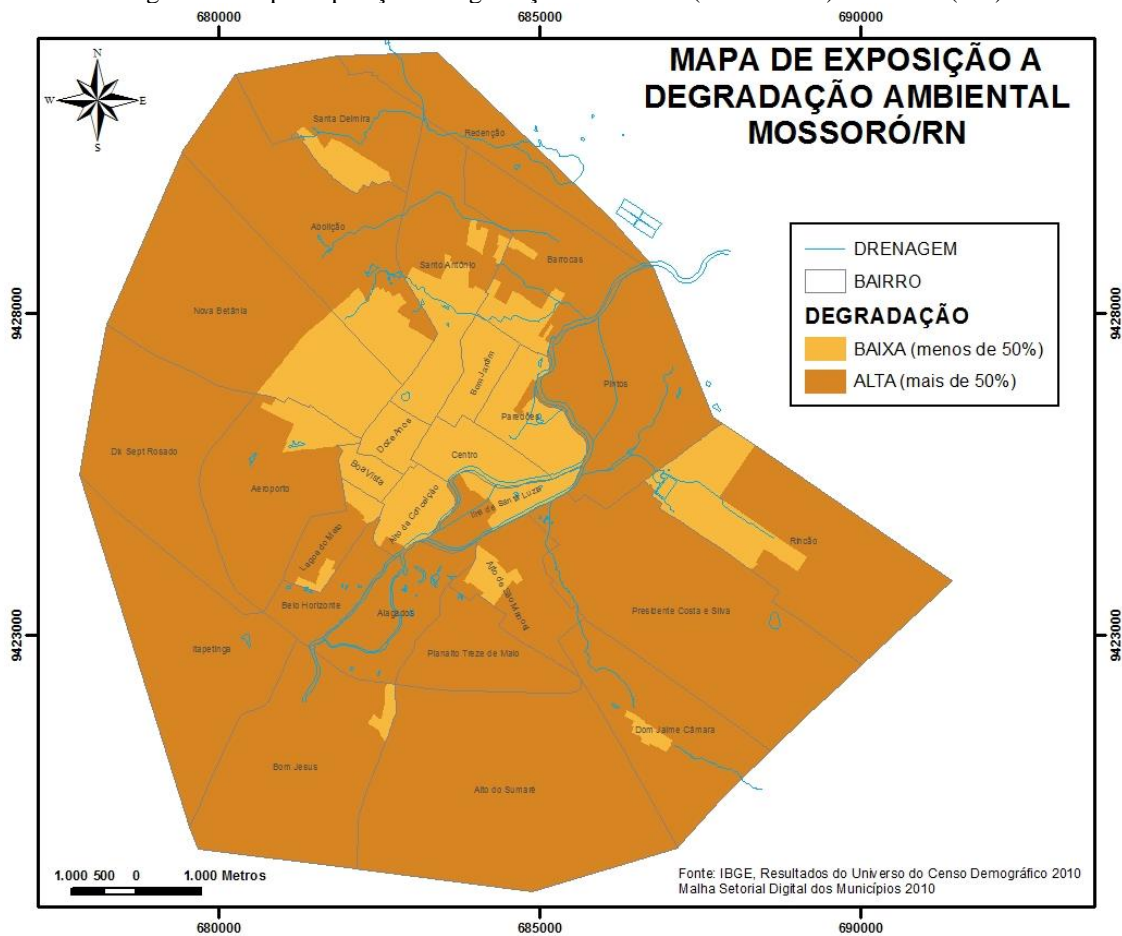 680000
685000
690000
MAPA DE EXPOSIÇÃO A
DEGRADAÇÃO AMBIENTAL
MOSSORÓ/RN
N
W
E
S
Santa Delmira
Redenção
Abolição
Santo Antônio
Barrocas
DRENAGEM
BAIRRO
DEGRADAÇÃO
BAIXA (menos de 50%)
ALTA (mais de 50%)
9428000
9428000
Nova Betânia
Bom Jardim
Pintos
Paredões
Doze Anos
Dix Sept Rosado
Centro
Boa Vista
Aeroporto
Ilha de Santa Luzia
Alto da Conceição
Rincão
Lagoa do Mato
Alto de São Manoel
Belo Horizonte
Alagados
Presidente Costa e Silva
9423000
9423000
Itapetinga
Planalto Treze de Maio
Dom Jaime Câmara
Bom Jesus
Alto do Sumaré
1.000 500 0 1.000 Metros
Fonte: IBGE, Resultados do Universo do Censo Demográfico 2010
Malha Setorial Digital dos Municípios 2010
680000
685000
690000